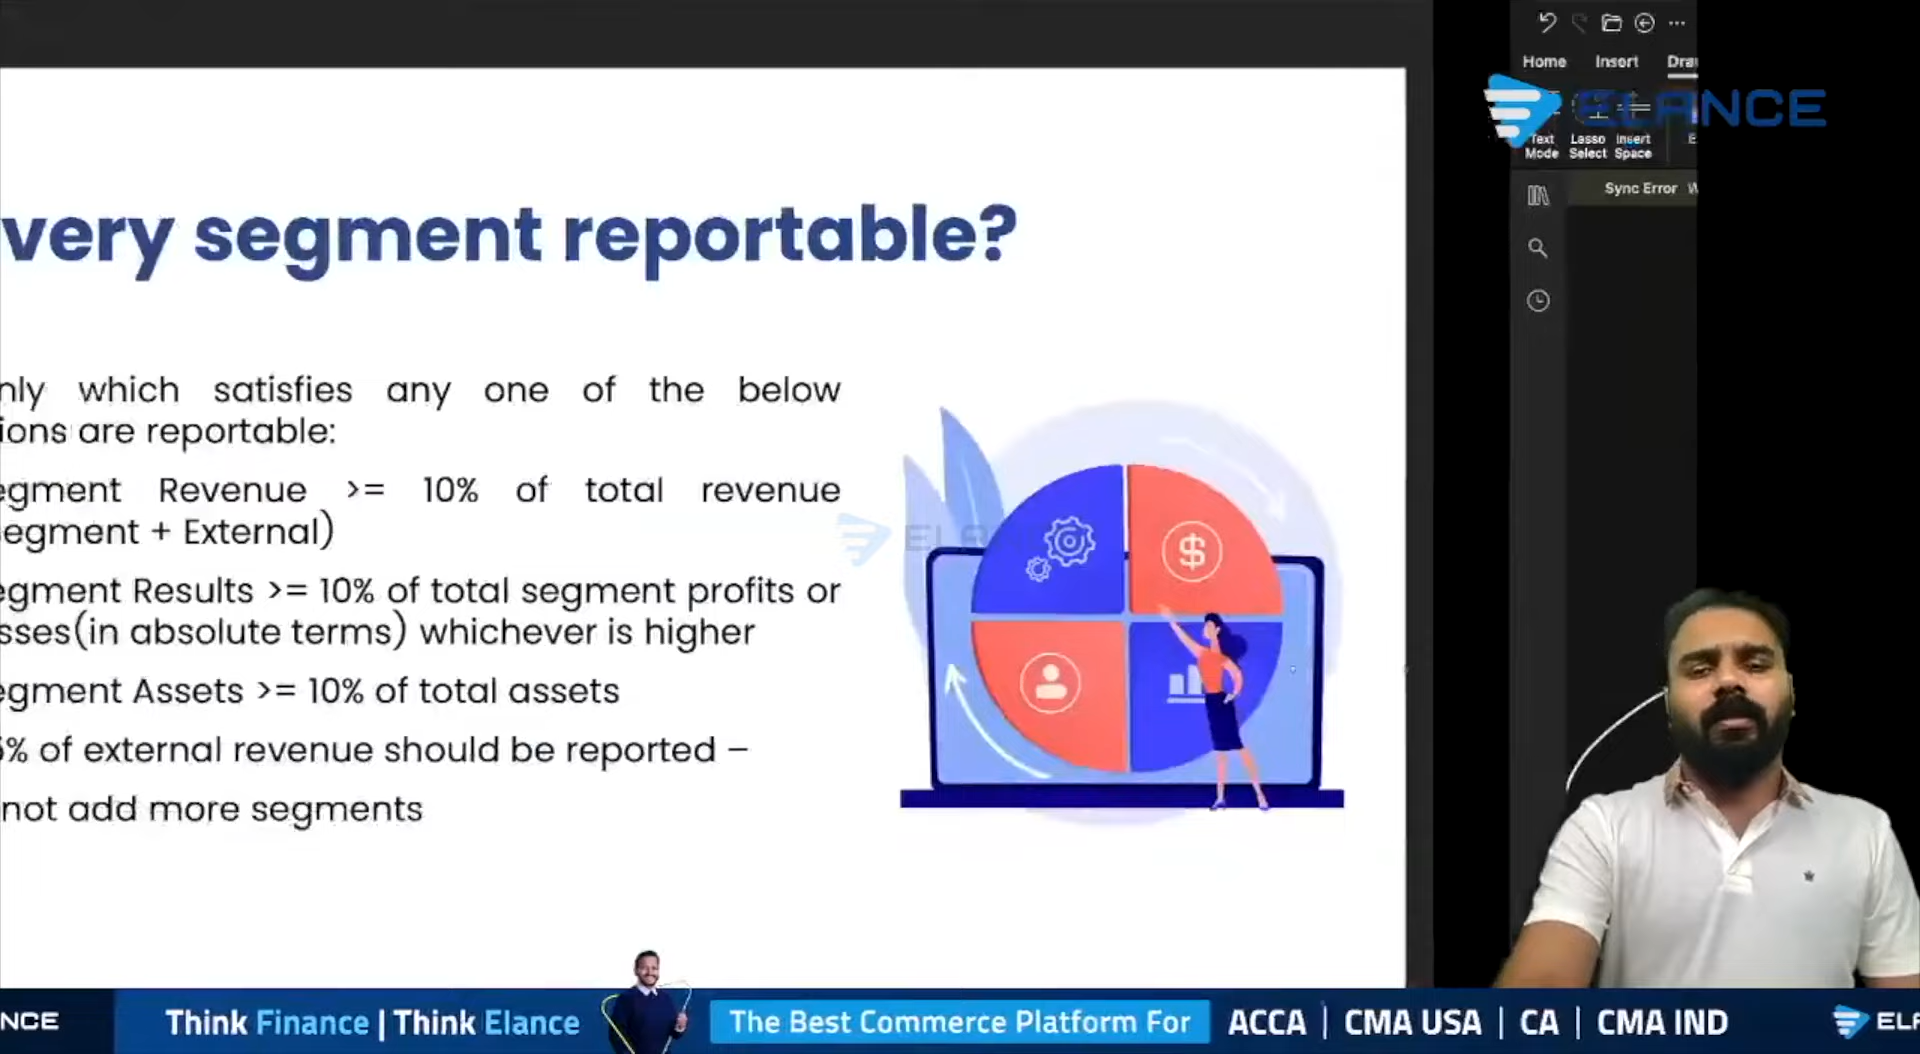 Home Insert Dra
ELANCE
Text Mode Lasso Select Insert Space
Sync Error W
very segment reportable?
nly which satisfies any one of the below
ions are reportable:
egment Revenue >= 10% of total revenue
egment + External)
ELAN
egment Results >= 10% of total segment profits or
sses(in absolute terms) whichever is higher
egment Assets >= 10% of total assets
% of external revenue should be reported –
not add more segments
NCE Think Finance | Think Elance The Best Commerce Platform For ACCA | CMA USA | CA | CMA IND ELA